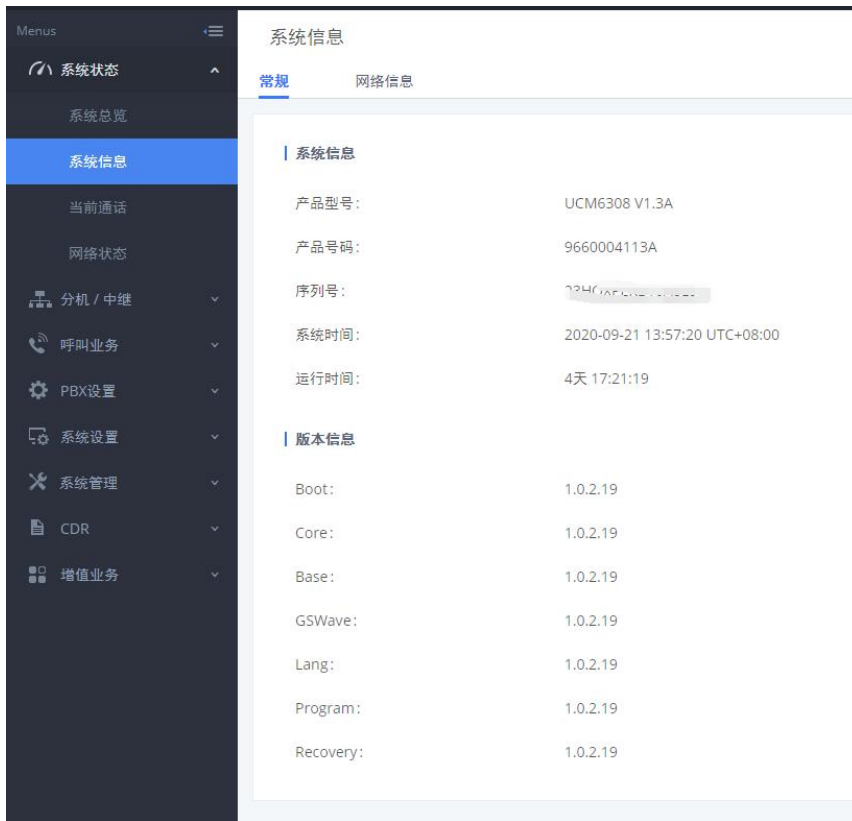 Menus
系统状态
系统总览
系统信息
当前通话
网络状态
分机 / 中继
呼叫业务
PBX设置
系统设置
系统管理
CDR
增值业务
系统信息
常规 网络信息
系统信息
产品型号: UCM6308 V1.3A
产品号码: 9660004113A
序列号:
系统时间: 2020-09-21 13:57:20 UTC+08:00
运行时间: 4天 17:21:19
版本信息
Boot: 1.0.2.19
Core: 1.0.2.19
Base: 1.0.2.19
GSWave: 1.0.2.19
Lang: 1.0.2.19
Program: 1.0.2.19
Recovery: 1.0.2.19